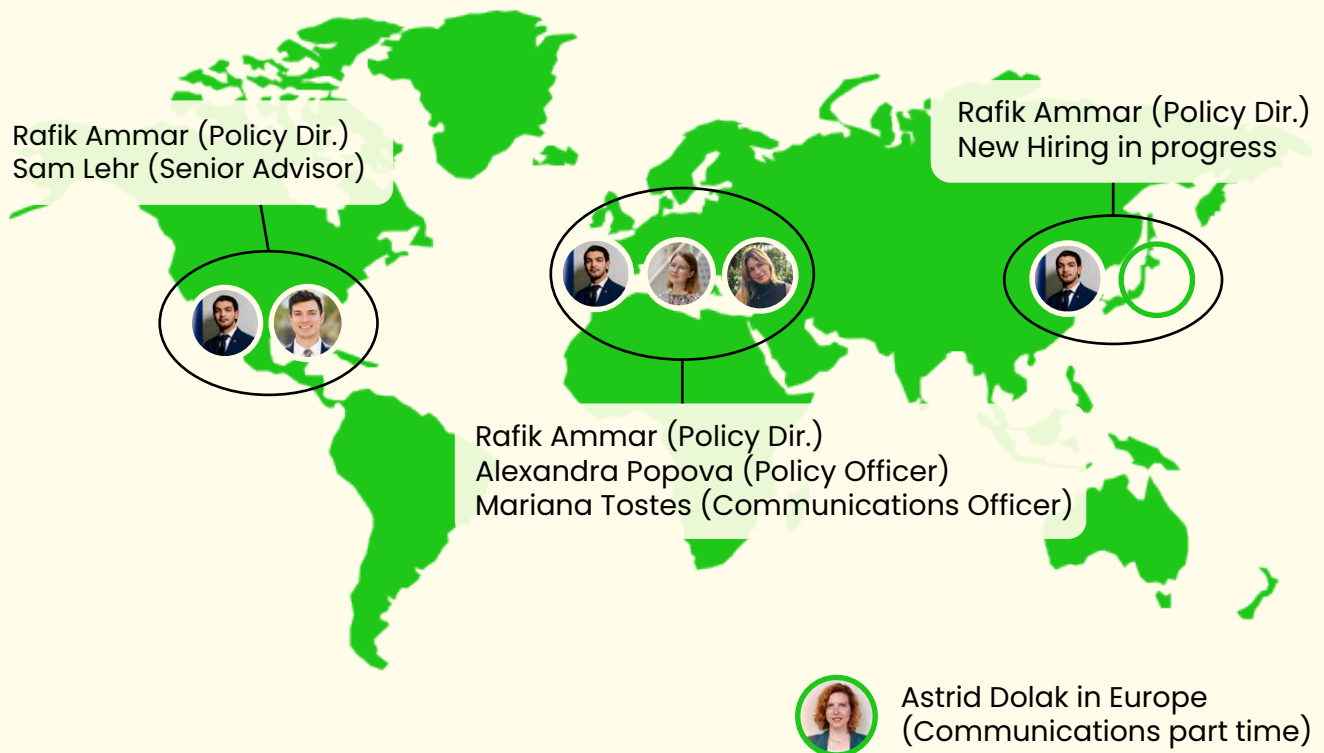 Rafik Ammar (Policy Dir.)
Sam Lehr (Senior Advisor)
Rafik Ammar (Policy Dir.)
New Hiring in progress
Rafik Ammar (Policy Dir.)
Alexandra Popova (Policy Officer)
Mariana Tostes (Communications Officer)
Astrid Dolak in Europe
(Communications part time)